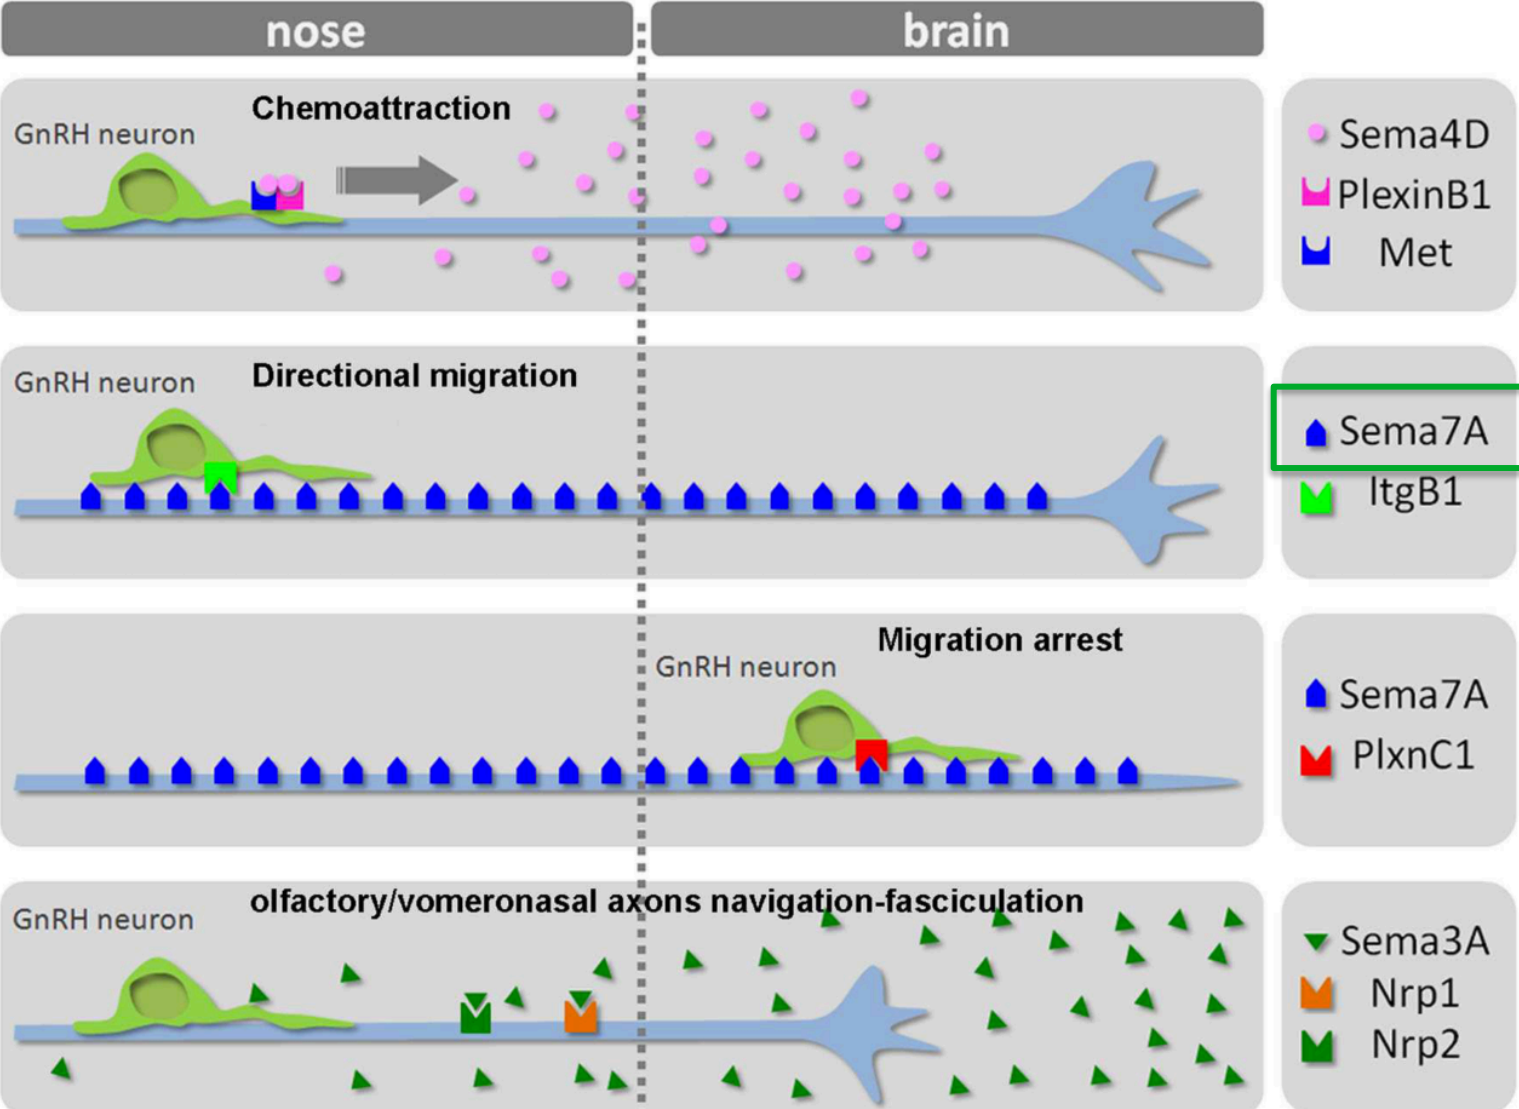 nose
brain
Chemoattraction
GnRH neuron
Sema4D
PlexinB1
Met
Directional migration
GnRH neuron
Sema7A
ItgB1
Migration arrest
GnRH neuron
Sema7A
PlxnC1
olfactory/vomeronasal axons navigation-fasciculation
GnRH neuron
Sema3A
Nrp1
Nrp2